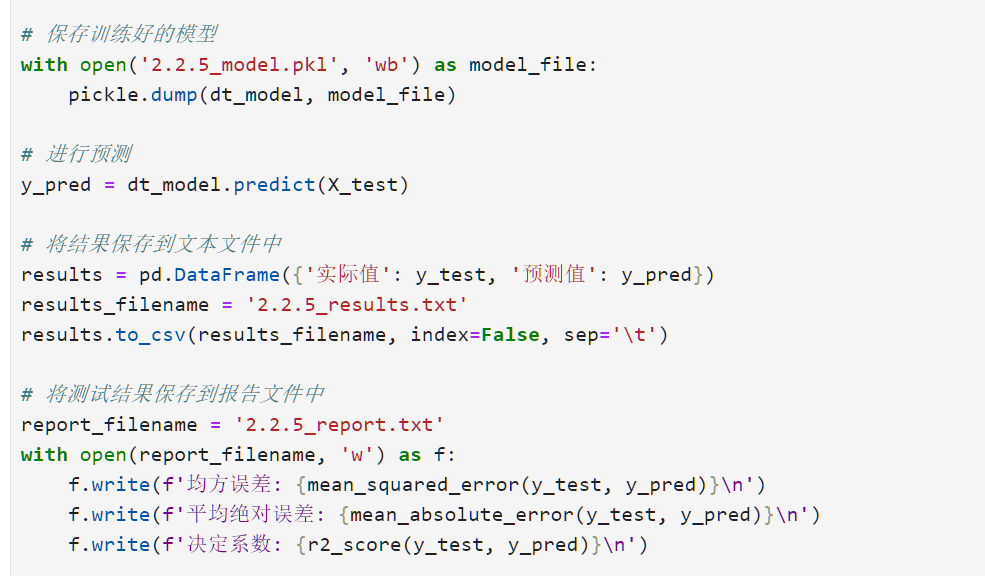 # 保存训练好的模型
with open('2.2.5_model.pkl', 'wb') as model_file:
    pickle.dump(dt_model, model_file)
# 进行预测
y_pred = dt_model.predict(X_test)
# 将结果保存到文本文件中
results = pd.DataFrame({'实际值': y_test, '预测值': y_pred})
results_filename = '2.2.5_results.txt'
results.to_csv(results_filename, index=False, sep='\t')
# 将测试结果保存到报告文件中
report_filename = '2.2.5_report.txt'
with open(report_filename, 'w') as f:
    f.write(f'均方误差: {mean_squared_error(y_test, y_pred)}\n')
    f.write(f'平均绝对误差: {mean_absolute_error(y_test, y_pred)}\n')
    f.write(f'决定系数: {r2_score(y_test, y_pred)}\n')